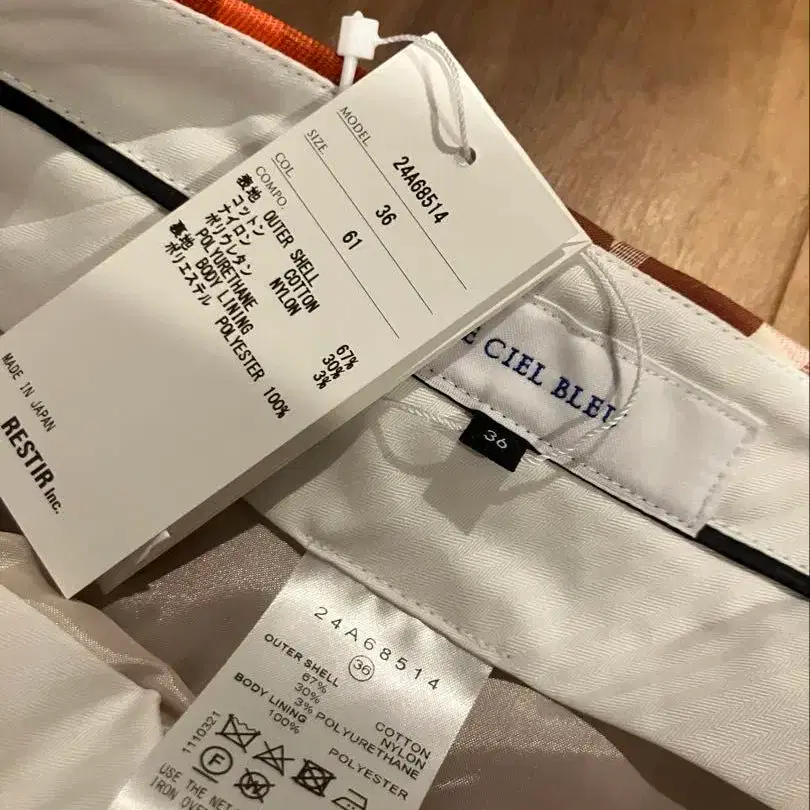 MODEL 24A68514
SIZE 36
COL. 61
COMPO.
表地 OUTER SHELL
コットン COTTON 67%
ナイロン NYLON 30%
ポリウレタン POLYURETHANE 3%
裏地 BODY LINING
ポリエステル POLYESTER 100%
MADE IN JAPAN
RESTIR Inc.
CIEL BLEU
36
24A68514
36
OUTER SHELL
67% COTTON
30% NYLON
3% POLYURETHANE
BODY LINING
100% POLYESTER
1110321
P
W
USE THE NET
IRON OVER